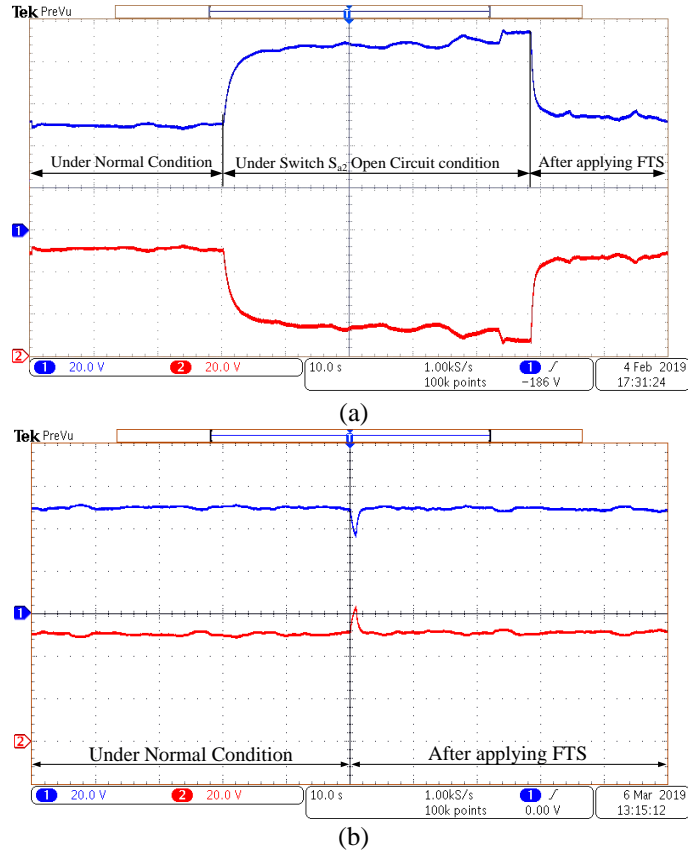 Tek PreVu
T
Under Normal Condition Under Switch Sa2 Open Circuit condition After applying FTS
1
2
1 20.0 V 2 20.0 V 10.0 s 1.00kS/s 1 4 Feb 2019
100k points −186 V 17:31:24
(a)
Tek PreVu
T
1
2
Under Normal Condition After applying FTS
1 20.0 V 2 20.0 V 10.0 s 1.00kS/s 1 6 Mar 2019
100k points 0.00 V 13:15:12
(b)